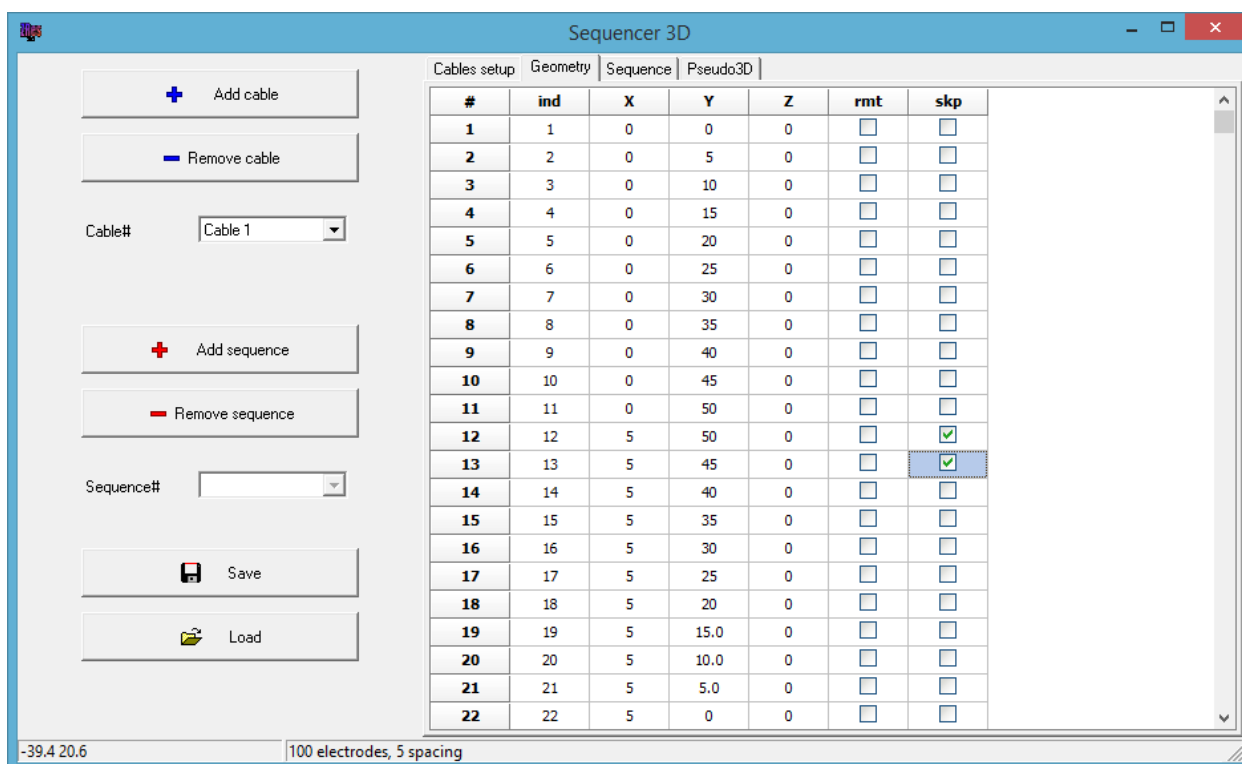 Sequencer 3D
Add cable
Remove cable
Cable# Cable 1
Add sequence
Remove sequence
Sequence#
Save
Load
Cables setup Geometry Sequence Pseudo3D
# ind X Y Z rmt skp
1 1 0 0 0
2 2 0 5 0
3 3 0 10 0
4 4 0 15 0
5 5 0 20 0
6 6 0 25 0
7 7 0 30 0
8 8 0 35 0
9 9 0 40 0
10 10 0 45 0
11 11 0 50 0
12 12 5 50 0
13 13 5 45 0
14 14 5 40 0
15 15 5 35 0
16 16 5 30 0
17 17 5 25 0
18 18 5 20 0
19 19 5 15.0 0
20 20 5 10.0 0
21 21 5 5.0 0
22 22 5 0 0
-39.4 20.6 100 electrodes, 5 spacing